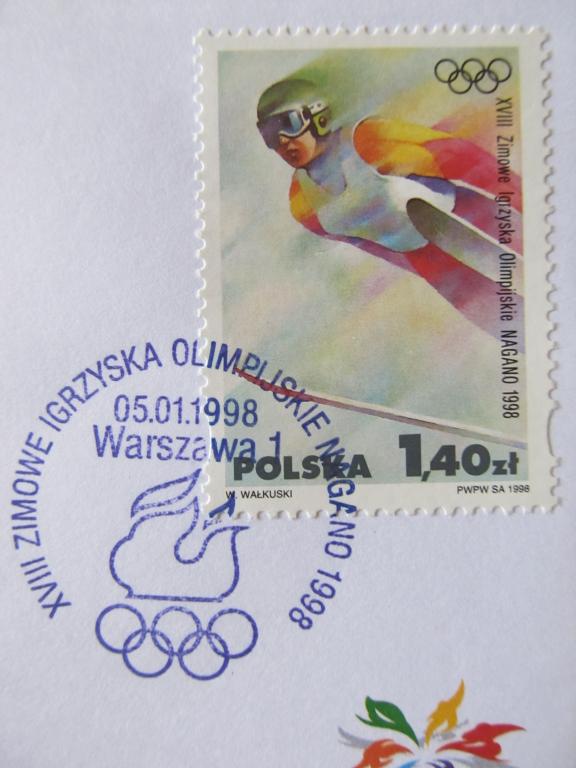 XVIII Zimowe Igrzyska Olimpijskie NAGANO 1998
POLSKA 1,40zł
W. WAŁKUSKI
PWPW SA 1998
XVIII ZIMOWE IGRZYSKA OLIMPIJSKIE NAGANO 1998
05.01.1998
Warszawa 1